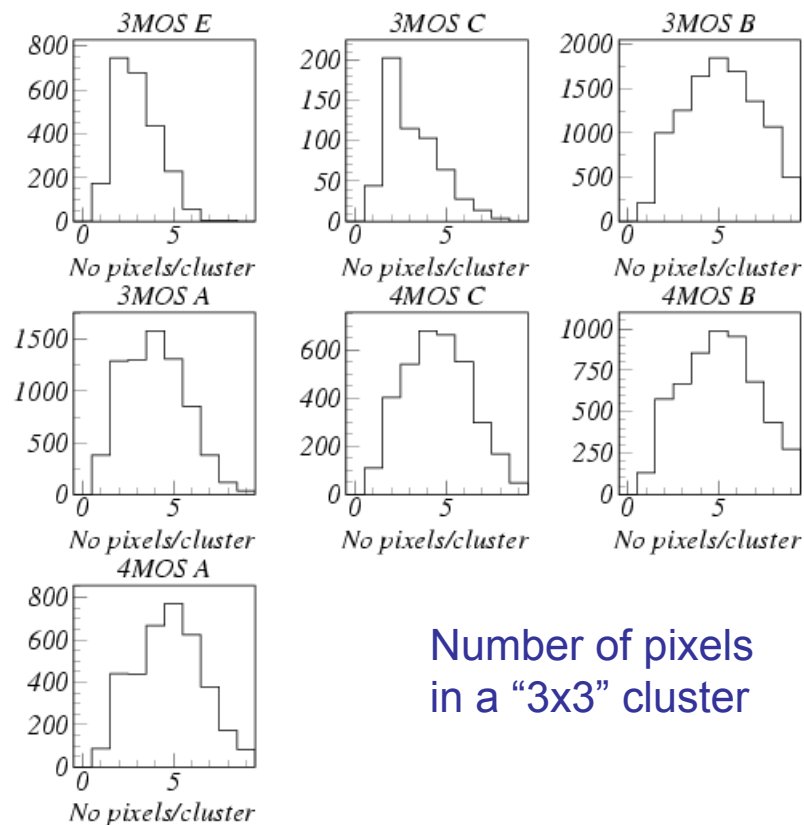 3MOS E
800
600
400
200
0
0 5
No pixels/cluster
3MOS C
200
150
100
50
0
0 5
No pixels/cluster
3MOS B
2000
1500
1000
500
0
0 5
No pixels/cluster
3MOS A
1500
1000
500
0
0 5
No pixels/cluster
4MOS C
600
400
200
0
0 5
No pixels/cluster
4MOS B
1000
750
500
250
0
0 5
No pixels/cluster
4MOS A
800
600
400
200
0
0 5
No pixels/cluster
Number of pixels
in a “3x3” cluster